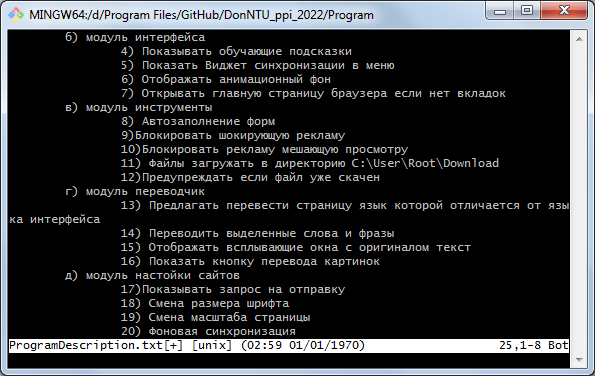 MINGW64:/d/Program Files/GitHub/DonNTU_ppi_2022/Program
б) модуль интерфейса
4) Показывать обучающие подсказки
5) Показать Виджет синхронизации в меню
6) Отображать анимационный фон
7) Открывать главную страницу браузера если нет вкладок
в) модуль инструменты
8) Автозаполнение форм
9)Блокировать шокирующую рекламу
10)Блокировать рекламу мешающую просмотру
11) Файлы загружать в директорию C:\User\Root\Download
12)Предупреждать если файл уже скачен
г) модуль переводчик
13) Предлагать перевести страницу язык которой отличается от язы
ка интерфейса
14) Переводить выделенные слова и фразы
15) Отображать всплывающие окна с оригиналом текст
16) Показать кнопку перевода картинок
д) модуль настойки сайтов
17)Показывать запрос на отправку
18) Смена размера шрифта
19) Смена масштаба страницы
20) Фоновая синхронизация
ProgramDescription.txt[+] [unix] (02:59 01/01/1970) 25,1-8 Bot